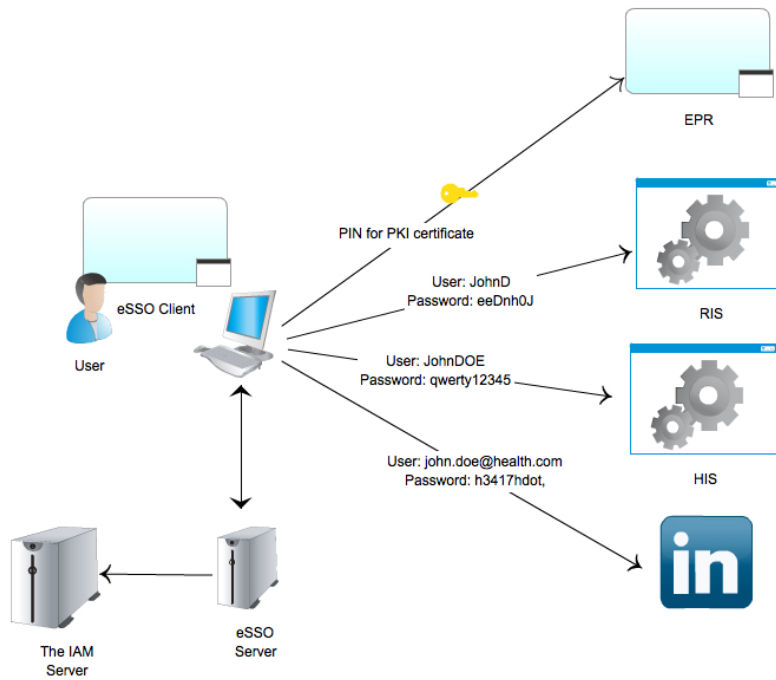 EPR
PIN for PKI certificate
eSSO Client
User
User: JohnD
Password: eeDnh0J
RIS
User: JohnDOE
Password: qwerty12345
HIS
User: john.doe@health.com
Password: h3417hdot,
in
eSSO
Server
The IAM
Server